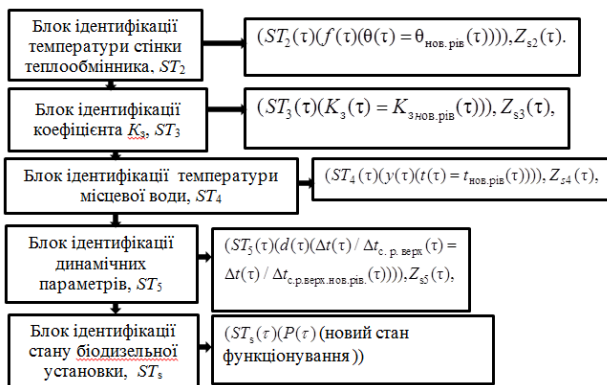 Блок ідентифікації
температури стінки
теплообмінника, ST₂
(ST₂(τ)(f(τ)(θ(τ) = θнов.рів(τ)))),Zs2(τ).
Блок ідентифікації
коефіцієнта Kз, ST₃
(ST₃(τ)(Kз(τ) = Kз нов.рів(τ))),Zs3(τ),
Блок ідентифікації температури
місцевої води, ST₄
(ST₄(τ)(y(τ)(t(τ) = tнов.рів(τ)))),Zs4(τ),
Блок ідентифікації
динамічних
параметрів, ST₅
(ST₅(τ)(d(τ)(Δt(τ) / Δtс. р. верх(τ) =
Δt(τ) / Δtс.р.верх.нов.рів.(τ)))),Zs5(τ),
Блок ідентифікації
стану біодизельної
установки, STs
(STs(τ)(P(τ)(новий стан
функціонування))